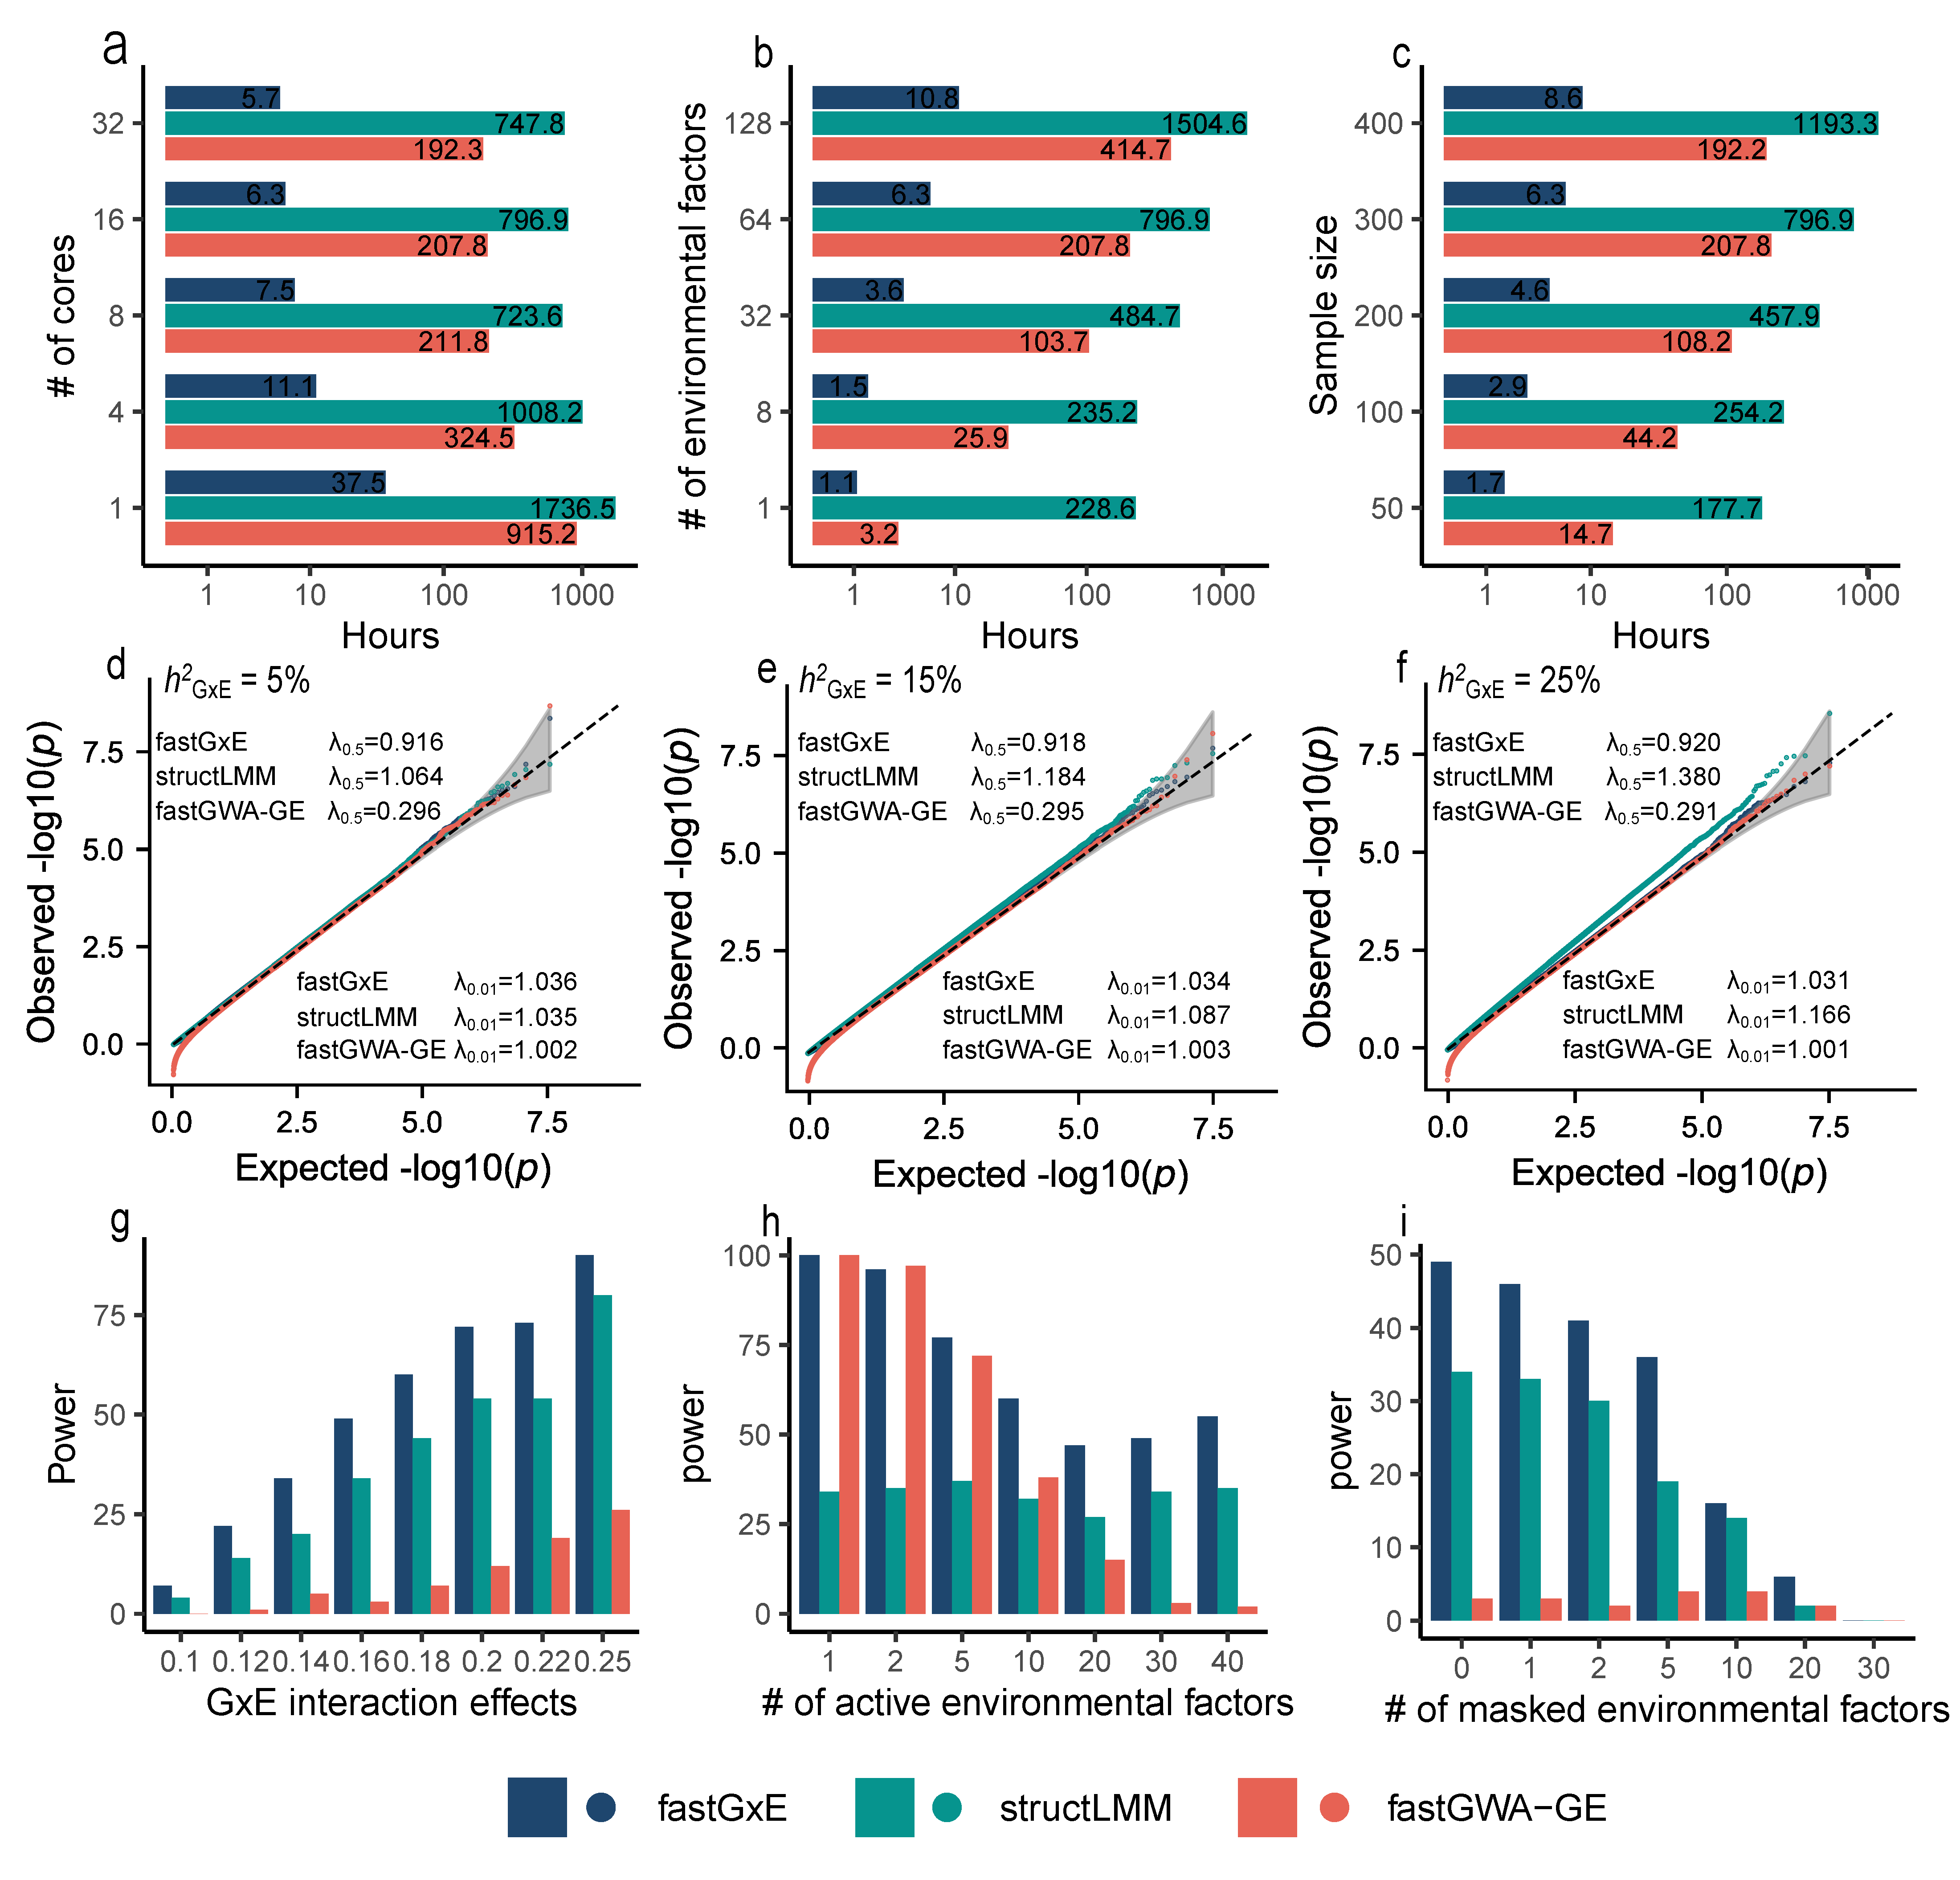 a
# of cores
32
16
8
4
1
5.7
747.8
192.3
6.3
796.9
207.8
7.5
723.6
211.8
11.1
1008.2
324.5
37.5
1736.5
915.2
1 10 100 1000
Hours
b
# of environmental factors
128
64
32
8
1
10.8
1504.6
414.7
6.3
796.9
207.8
3.6
484.7
103.7
1.5
235.2
25.9
1.1
228.6
3.2
1 10 100 1000
Hours
c
Sample size
400
300
200
100
50
8.6
1193.3
192.2
6.3
796.9
207.8
4.6
457.9
108.2
2.9
254.2
44.2
1.7
177.7
14.7
1 10 100 1000
Hours
d
h²GxE = 5%
fastGxE λ0.5=0.916
structLMM λ0.5=1.064
fastGWA-GE λ0.5=0.296
fastGxE λ0.01=1.036
structLMM λ0.01=1.035
fastGWA-GE λ0.01=1.002
Observed -log10(p)
7.5
5.0
2.5
0.0
0.0 2.5 5.0 7.5
Expected -log10(p)
e
h²GxE = 15%
fastGxE λ0.5=0.918
structLMM λ0.5=1.184
fastGWA-GE λ0.5=0.295
fastGxE λ0.01=1.034
structLMM λ0.01=1.087
fastGWA-GE λ0.01=1.003
Observed -log10(p)
7.5
5.0
2.5
0.0
0.0 2.5 5.0 7.5
Expected -log10(p)
f
h²GxE = 25%
fastGxE λ0.5=0.920
structLMM λ0.5=1.380
fastGWA-GE λ0.5=0.291
fastGxE λ0.01=1.031
structLMM λ0.01=1.166
fastGWA-GE λ0.01=1.001
Observed -log10(p)
7.5
5.0
2.5
0.0
0.0 2.5 5.0 7.5
Expected -log10(p)
g
Power
75
50
25
0
0.1 0.12 0.14 0.16 0.18 0.2 0.22 0.25
GxE interaction effects
h
power
100
75
50
25
0
1 2 5 10 20 30 40
# of active environmental factors
i
power
50
40
30
20
10
0
0 1 2 5 10 20 30
# of masked environmental factors
fastGxE structLMM fastGWA−GE